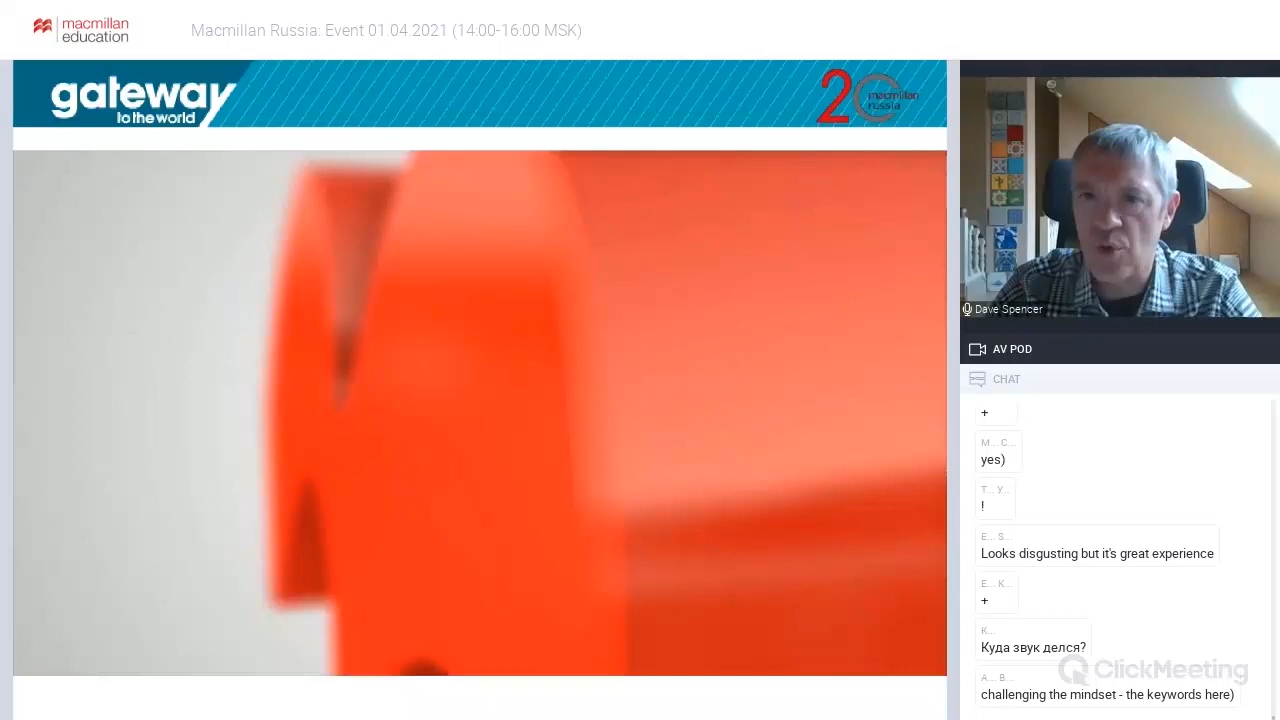 macmillan
education
Macmillan Russia: Event 01.04.2021 (14:00-16:00 MSK)
gateway
to the world
20
macmillan
russia
Dave Spencer
AV POD
CHAT
+
M... C...
yes)
T... У...
!
E... S...
Looks disgusting but it's great experience
E... K...
+
K...
Куда звук делся?
A... B...
challenging the mindset - the keywords here)
ClickMeeting